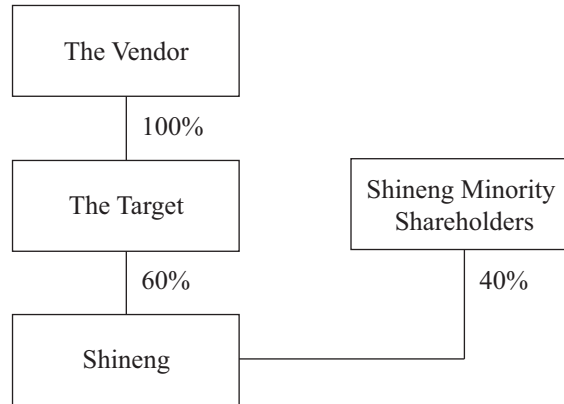 The Vendor
100%
The Target
Shineng Minority
Shareholders
60%
40%
Shineng